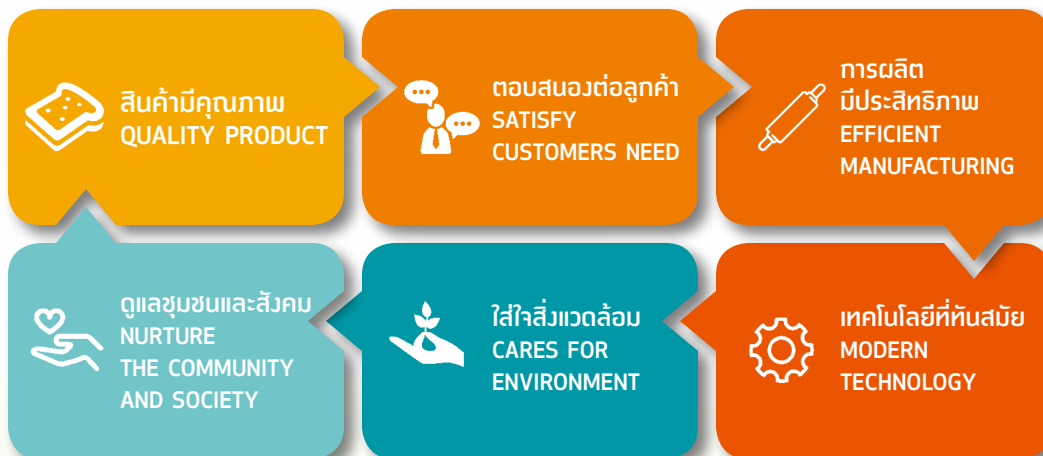 สินค้ามีคุณภาพ
QUALITY PRODUCT
ตอบสนองต่อลูกค้า
SATISFY
CUSTOMERS NEED
การผลิต
มีประสิทธิภาพ
EFFICIENT
MANUFACTURING
เทคโนโลยีที่ทันสมัย
MODERN
TECHNOLOGY
ใส่ใจสิ่งแวดล้อม
CARES FOR
ENVIRONMENT
ดูแลชุมชนและสังคม
NURTURE
THE COMMUNITY
AND SOCIETY